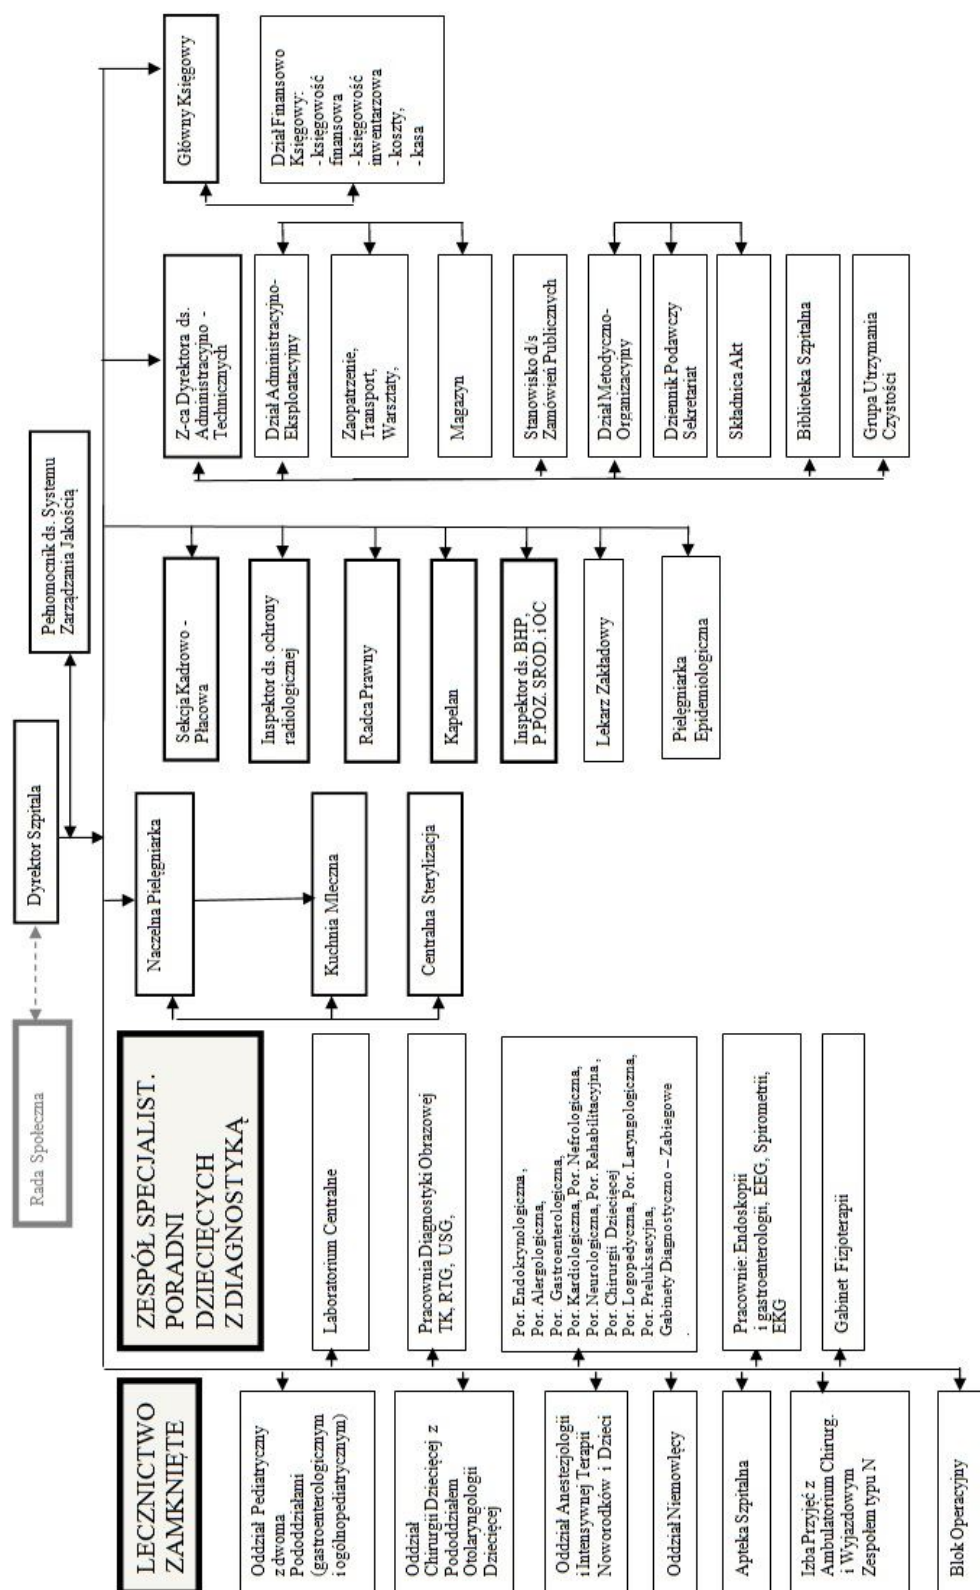 Rada Społeczna
Dyrektor Szpitala
Pełnomocnik ds. Systemu
Zarządzania Jakością
LECZNICTWO
ZAMKNIĘTE
Oddział Pediatryczny
z dwoma
Pododdziałami
(gastroenterologicznym
i ogólnopediatrycznym)
Oddział
Chirurgii Dziecięcej z
Pododdziałem
Otolaryngologii
Dziecięcej
Oddział Anestezjologii
i Intensywnej Terapii
Noworodków i Dzieci
Oddział Niemowlęcy
Apteka Szpitalna
Izba Przyjęć z
Ambulatorium Chirurg.
i Wyjazdowym
Zespołem typu N
Blok Operacyjny
ZESPÓŁ SPECJALIST.
PORADNI
DZIECIĘCYCH
Z DIAGNOSTYKĄ
Laboratorium Centralne
Pracownia Diagnostyki Obrazowej
TK, RTG, USG,
Por. Endokrynologiczna,
Por. Alergologiczna,
Por. Gastroenterologiczna,
Por. Kardiologiczna, Por. Nefrologiczna,
Por. Neurologiczna, Por. Rehabilitacyjna,
Por. Chirurgii Dziecięcej
Por. Logopedyczna, Por. Laryngologiczna,
Por. Preluksacyjna,
Gabinety Diagnostyczno – Zabiegowe
.
Pracownie: Endoskopii
i gastroenterologii, EEG, Spirometrii,
EKG
Gabinet Fizjoterapii
Naczelna Pielęgniarka
Kuchnia Mleczna
Centralna Sterylizacja
Sekcja Kadrowo -
Płacowa
Inspektor ds. ochrony
radiologicznej
Radca Prawny
Kapelan
Inspektor ds. BHP,
P.POZ. SROD. i OC
Lekarz Zakładowy
Pielęgniarka
Epidemiologiczna
Z-ca Dyrektora ds.
Administracyjno -
Technicznych
Dział Administracyjno-
Eksploatacyjny
Zaopatrzenie,
Transport,
Warsztaty,
Magazyn
Stanowisko d/s
Zamówień Publicznych
Dział Metodyczno-
Organizacyjny
Dziennik Podawczy
Sekretariat
Składnica Akt
Biblioteka Szpitalna
Grupa Utrzymania
Czystości
Główny Księgowy
Dział Finansowo
Księgowy:
- księgowość
finansowa
- księgowość
inwentarzowa
- koszty,
- kasa